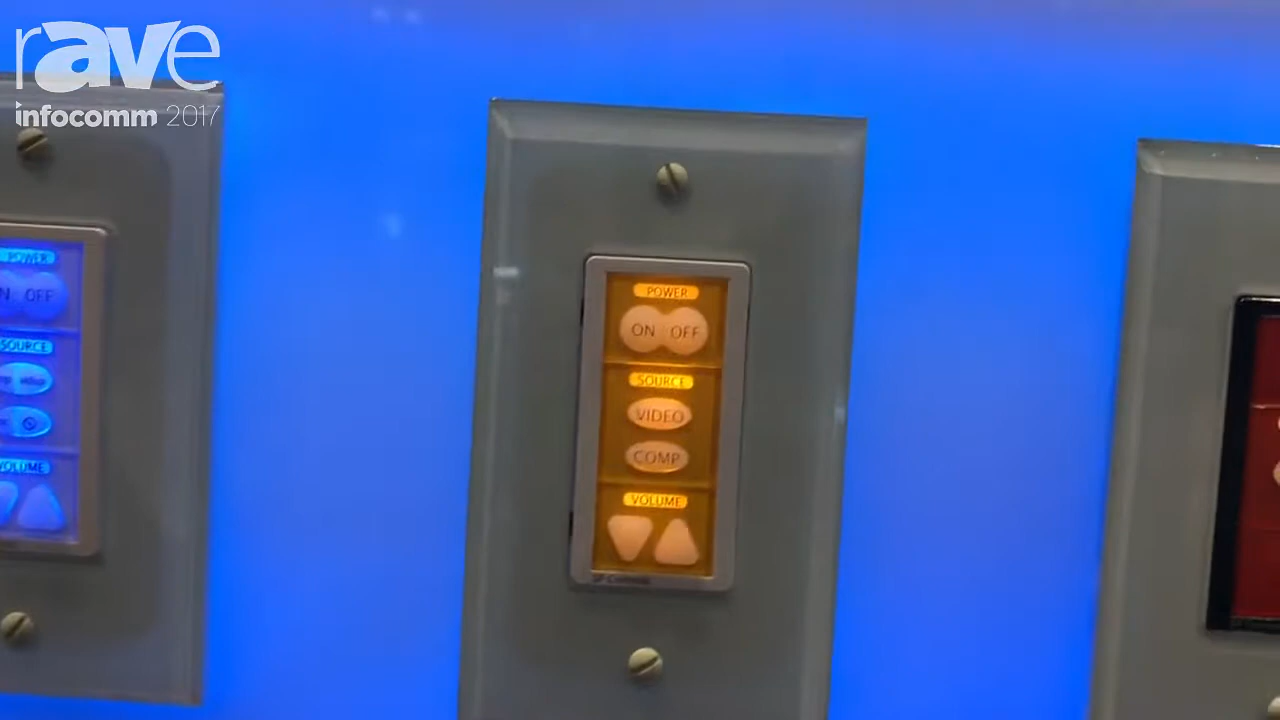 rave
infocomm 2017
POWER
OFF
SOURCE
VOLUME
POWER
ON OFF
SOURCE
VIDEO
COMP
VOLUME